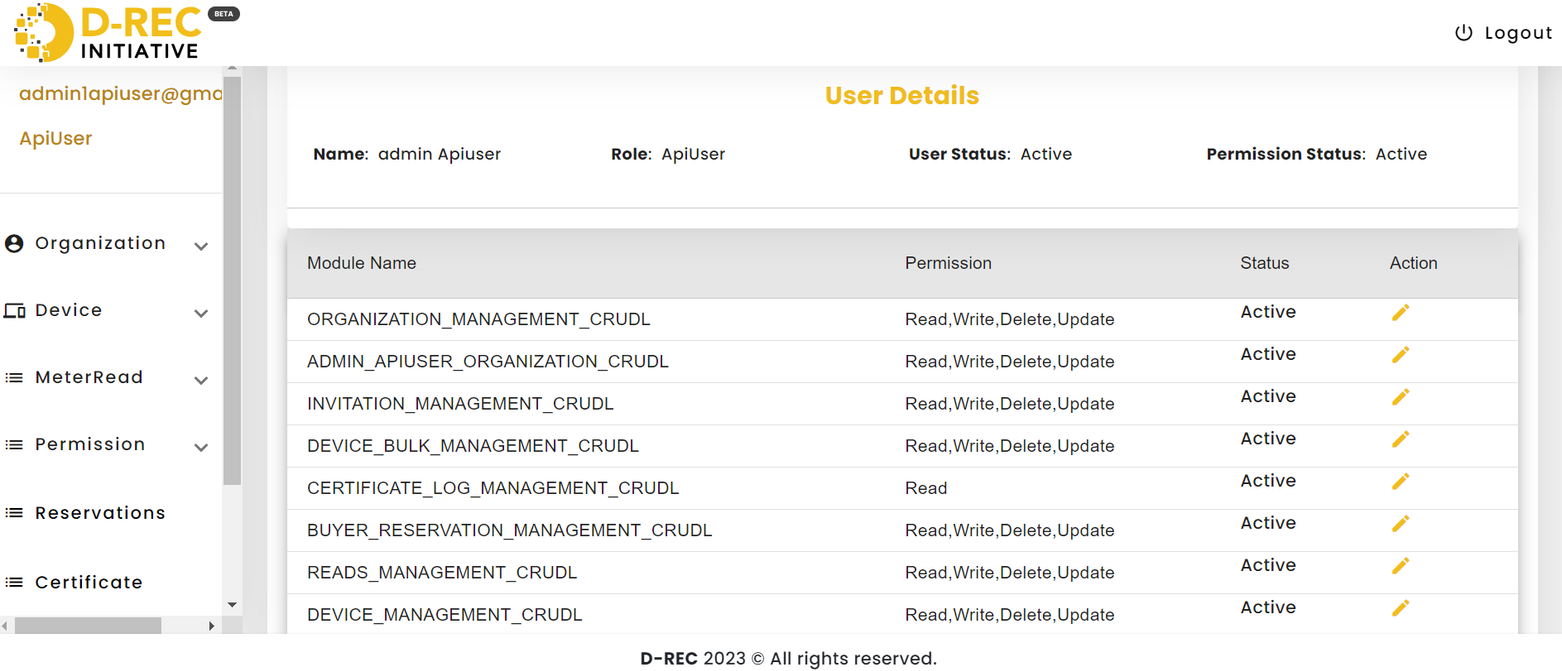 D-REC
INITIATIVE
BETA
Logout
admin1apiuser@gma
ApiUser
Organization
Device
MeterRead
Permission
Reservations
Certificate
User Details
Name: admin Apiuser Role: ApiUser User Status: Active Permission Status: Active
Module Name Permission Status Action
ORGANIZATION_MANAGEMENT_CRUDL Read,Write,Delete,Update Active
ADMIN_APIUSER_ORGANIZATION_CRUDL Read,Write,Delete,Update Active
INVITATION_MANAGEMENT_CRUDL Read,Write,Delete,Update Active
DEVICE_BULK_MANAGEMENT_CRUDL Read,Write,Delete,Update Active
CERTIFICATE_LOG_MANAGEMENT_CRUDL Read Active
BUYER_RESERVATION_MANAGEMENT_CRUDL Read,Write,Delete,Update Active
READS_MANAGEMENT_CRUDL Read,Write,Delete,Update Active
DEVICE_MANAGEMENT_CRUDL Read,Write,Delete,Update Active
D-REC 2023 © All rights reserved.